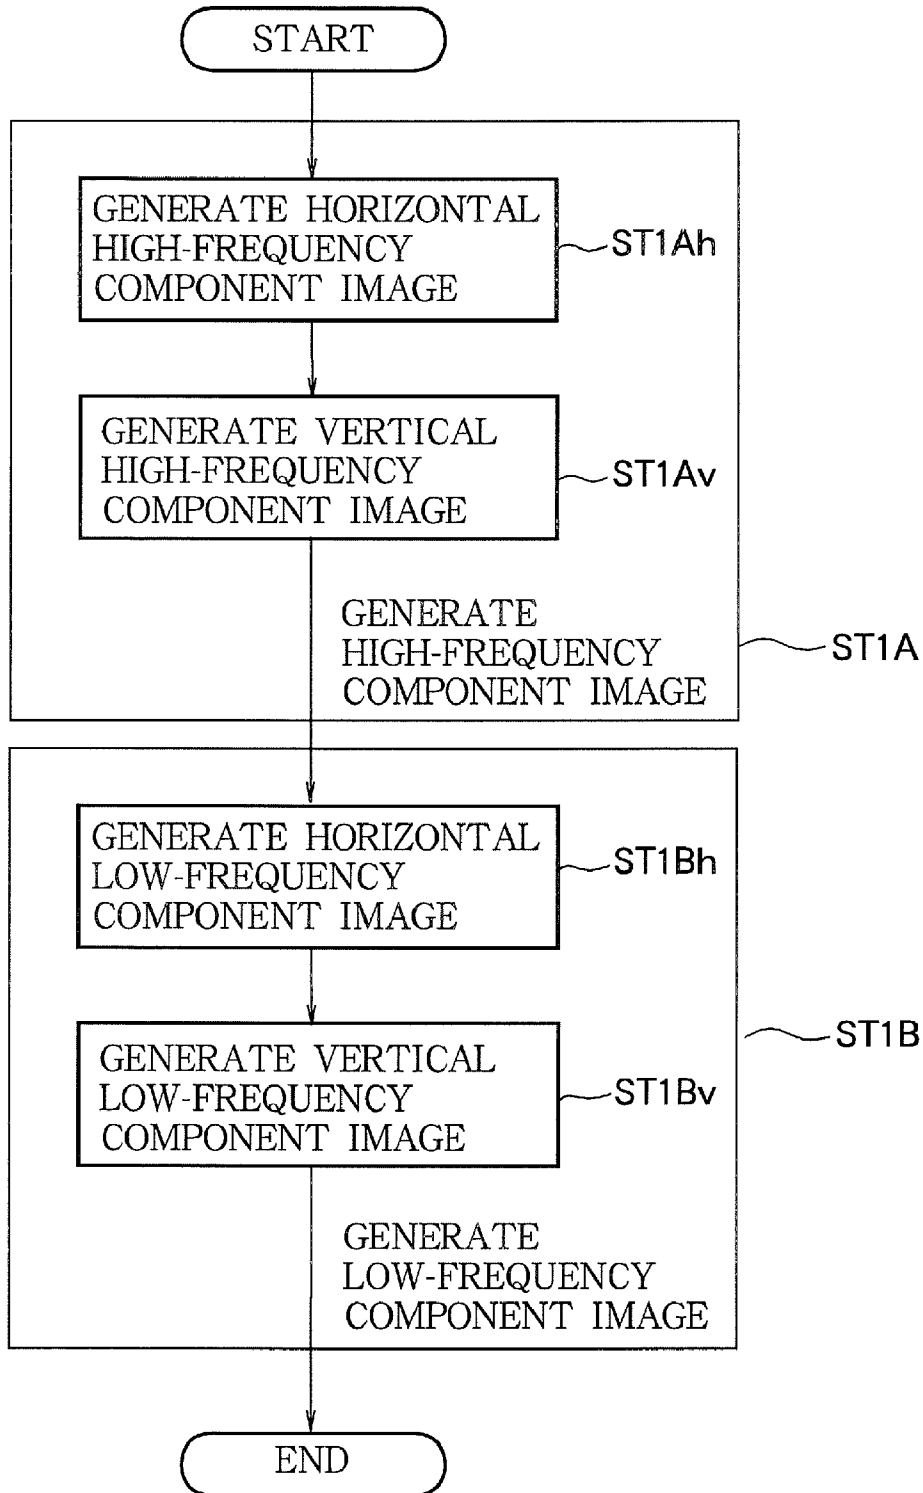 START
GENERATE HORIZONTAL
HIGH-FREQUENCY
COMPONENT IMAGE
ST1Ah
GENERATE VERTICAL
HIGH-FREQUENCY
COMPONENT IMAGE
ST1Av
GENERATE
HIGH-FREQUENCY
COMPONENT IMAGE
ST1A
GENERATE HORIZONTAL
LOW-FREQUENCY
COMPONENT IMAGE
ST1Bh
GENERATE VERTICAL
LOW-FREQUENCY
COMPONENT IMAGE
ST1Bv
ST1B
GENERATE
LOW-FREQUENCY
COMPONENT IMAGE
END